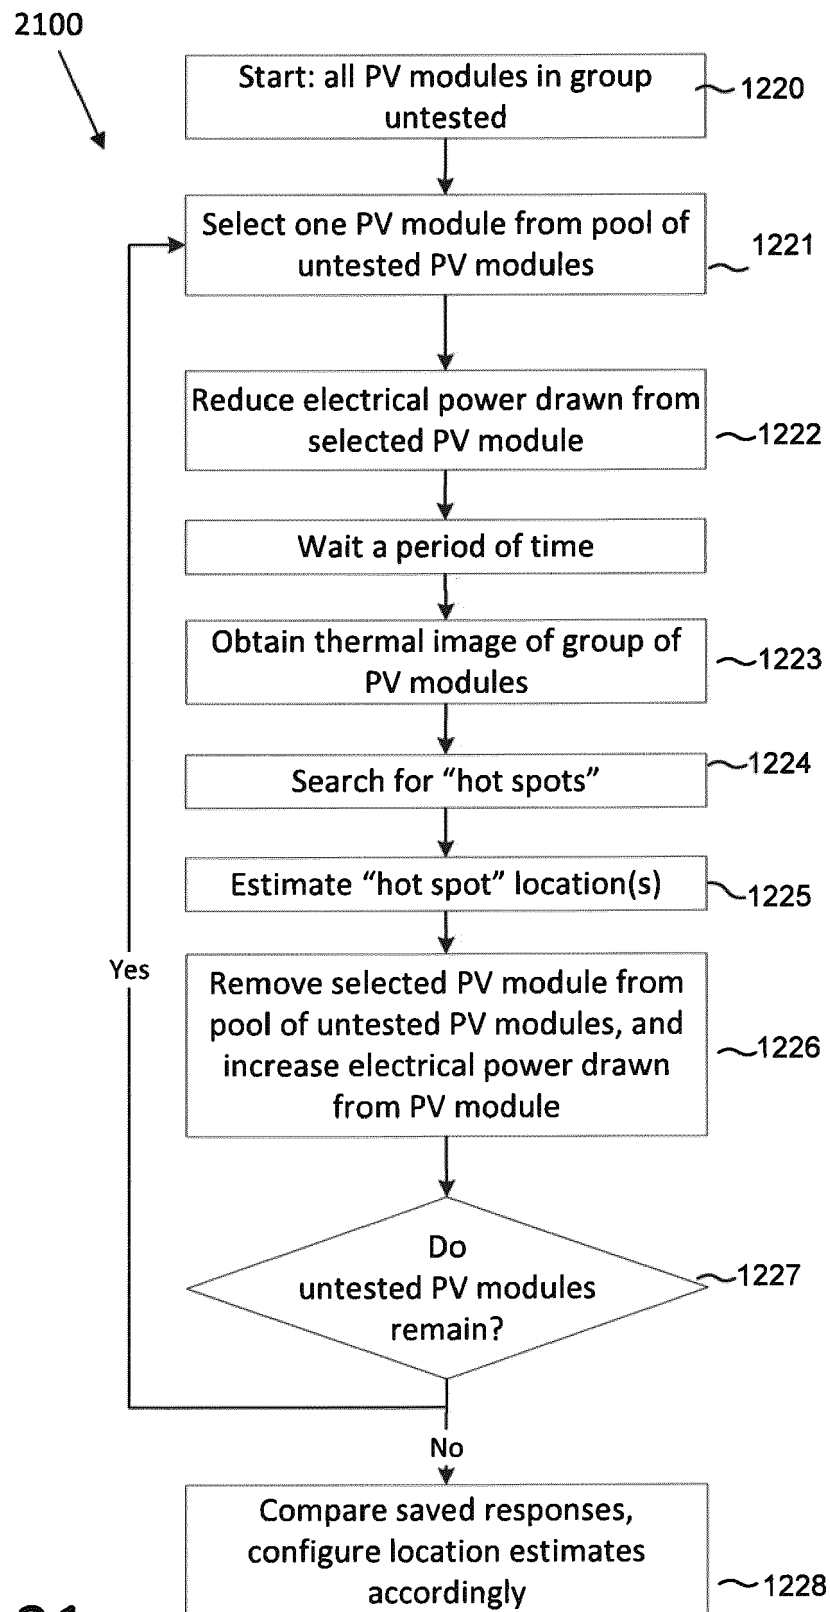 2100
Start: all PV modules in group
untested
1220
Select one PV module from pool of
untested PV modules
1221
Reduce electrical power drawn from
selected PV module
1222
Wait a period of time
Obtain thermal image of group of
PV modules
1223
Search for “hot spots”
1224
Estimate “hot spot” location(s)
1225
Yes
Remove selected PV module from
pool of untested PV modules, and
increase electrical power drawn
from PV module
1226
Do
untested PV modules
remain?
1227
No
Compare saved responses,
configure location estimates
accordingly
1228